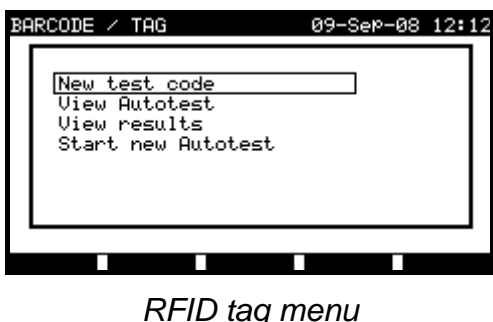 BARCODE / TAG 09-Sep-08 12:12
New test code
View Autotest
View results
Start new Autotest
RFID tag menu